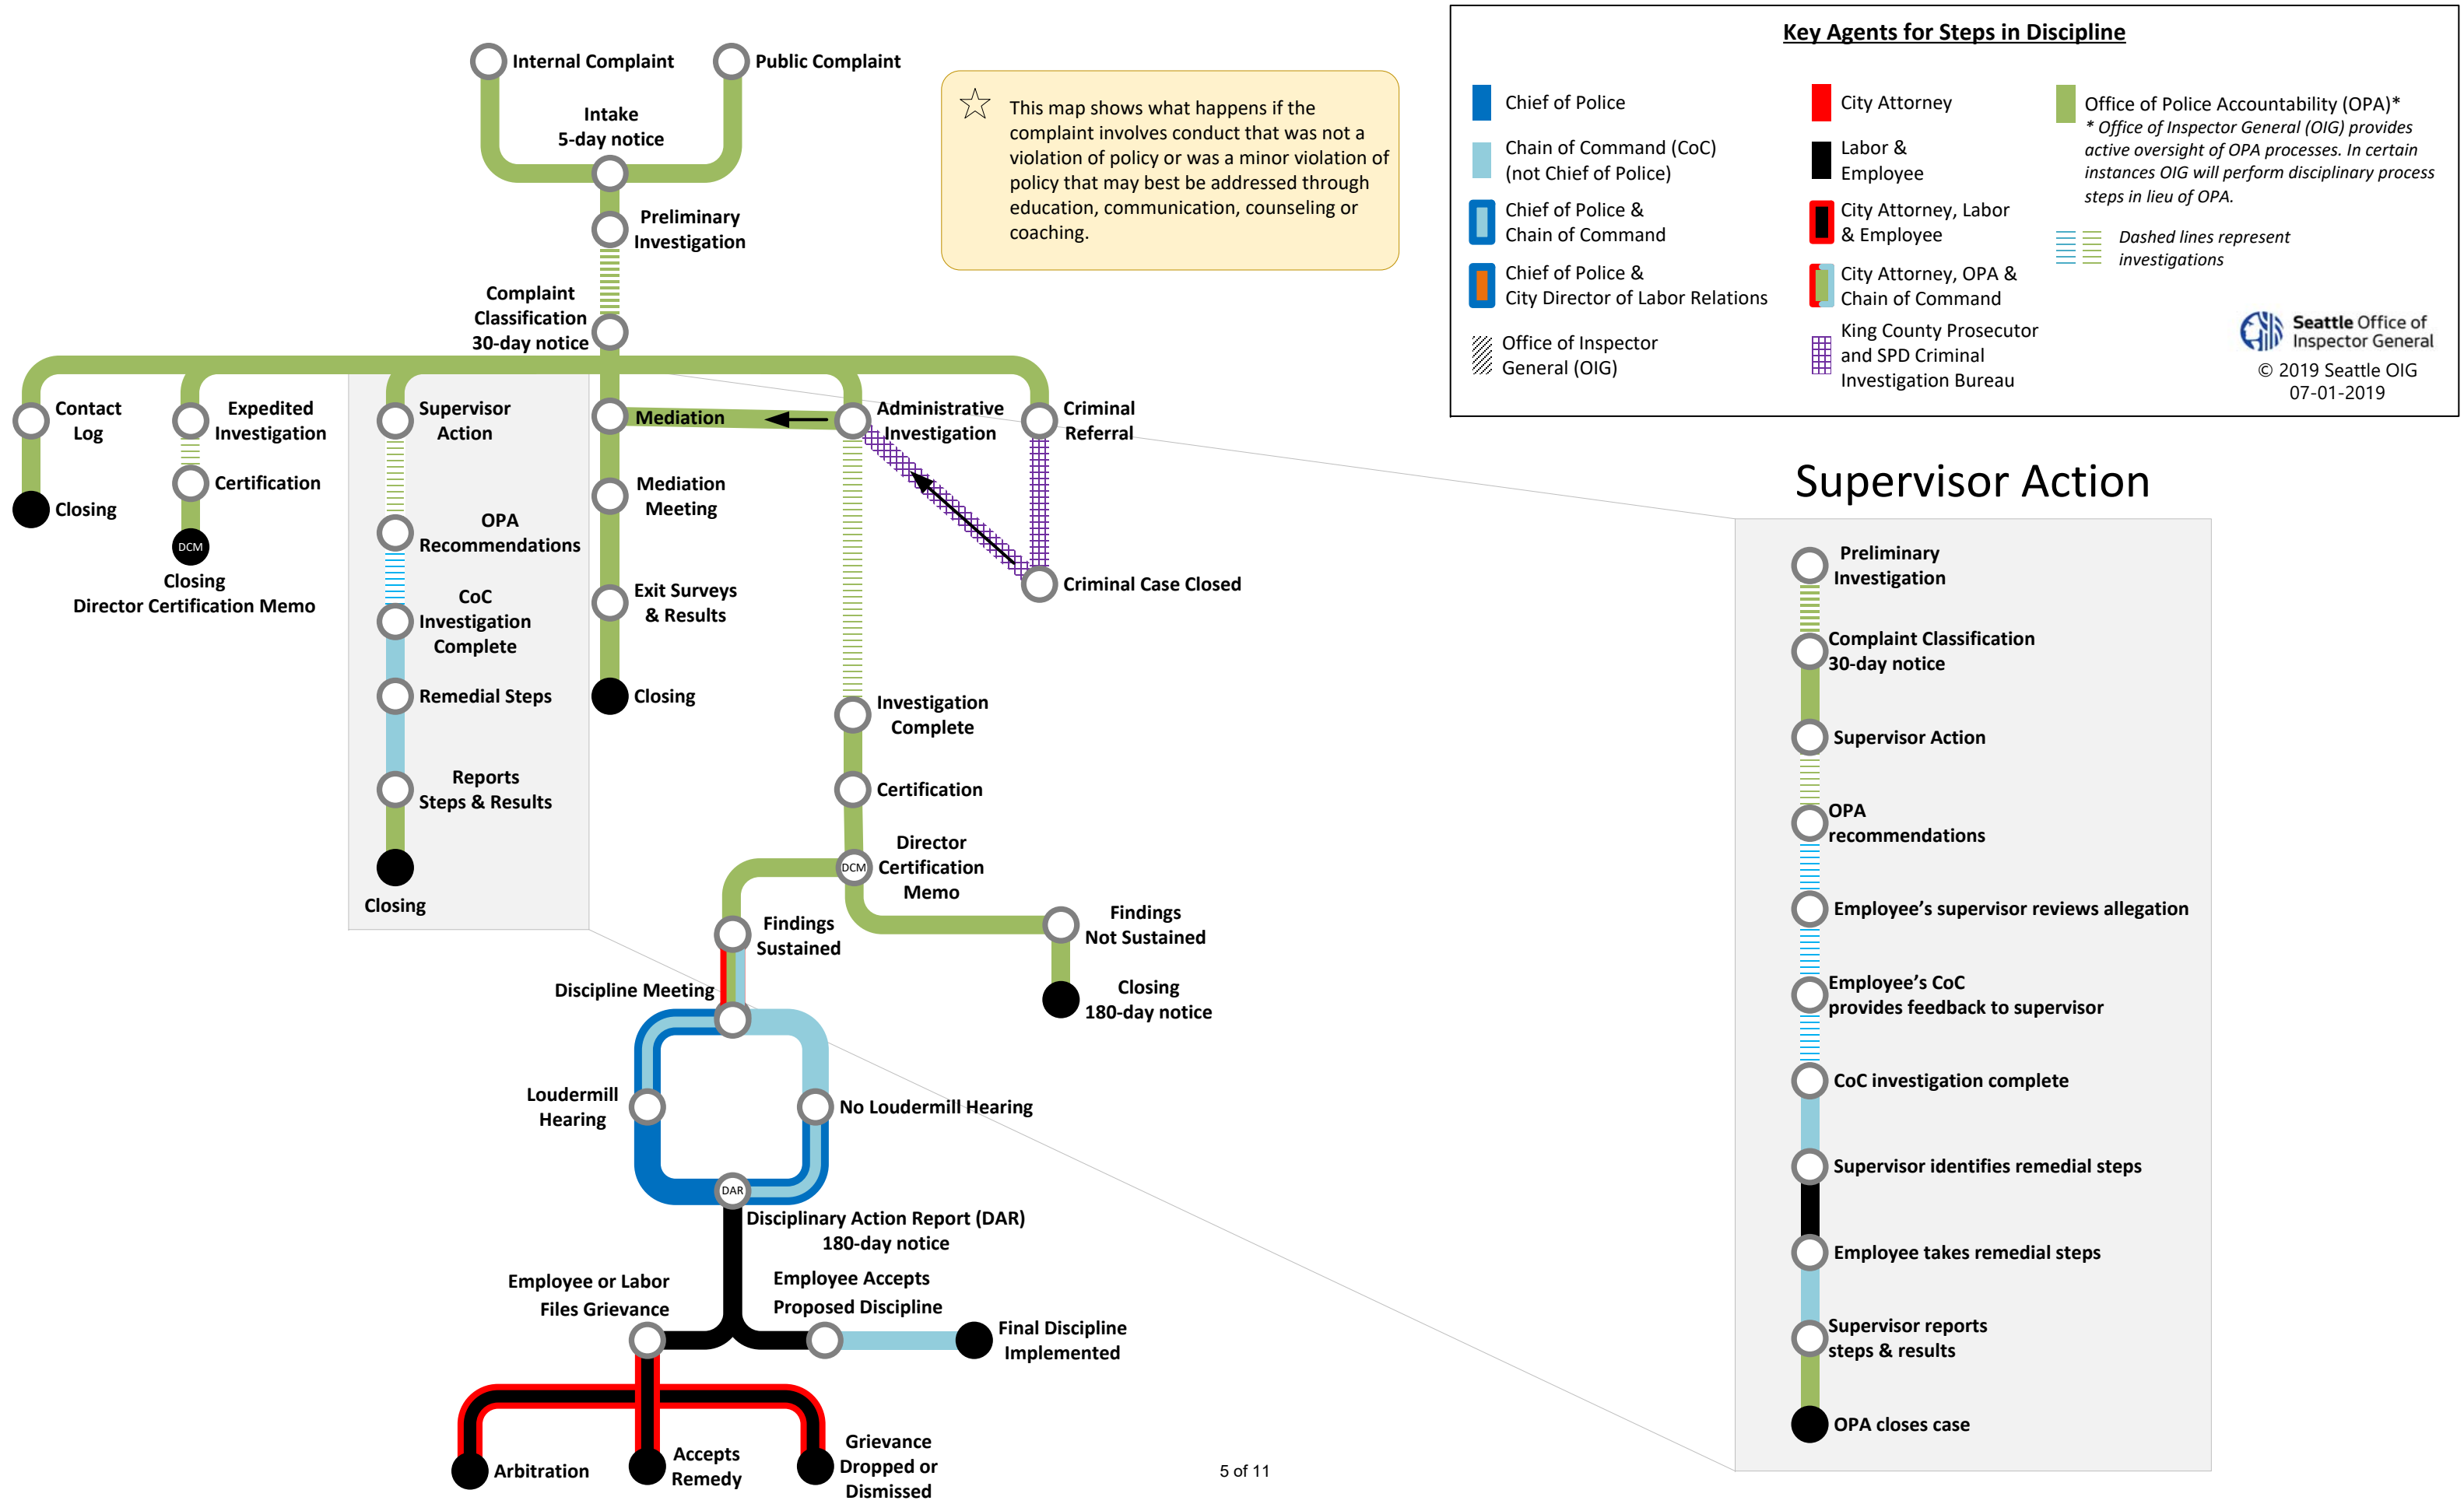 Internal Complaint
Public Complaint
Intake
5-day notice
Preliminary
Investigation
Complaint
Classification
30-day notice
This map shows what happens if the
complaint involves conduct that was not a
violation of policy or was a minor violation of
policy that may best be addressed through
education, communication, counseling or
coaching.
Key Agents for Steps in Discipline
Chief of Police
Chain of Command (CoC)
(not Chief of Police)
Chief of Police &
Chain of Command
Chief of Police &
City Director of Labor Relations
Office of Inspector
General (OIG)
City Attorney
Labor &
Employee
City Attorney, Labor
& Employee
City Attorney, OPA &
Chain of Command
King County Prosecutor
and SPD Criminal
Investigation Bureau
Office of Police Accountability (OPA)*
* Office of Inspector General (OIG) provides
active oversight of OPA processes. In certain
instances OIG will perform disciplinary process
steps in lieu of OPA.
Dashed lines represent
investigations
Seattle Office of
Inspector General
© 2019 Seattle OIG
07-01-2019
Contact
Log
Closing
Expedited
Investigation
Certification
DCM
Closing
Director Certification Memo
Supervisor
Action
OPA
Recommendations
CoC
Investigation
Complete
Remedial Steps
Reports
Steps & Results
Closing
Mediation
Mediation
Meeting
Exit Surveys
& Results
Closing
Administrative
Investigation
Criminal
Referral
Criminal Case Closed
Investigation
Complete
Certification
DCM
Director
Certification
Memo
Findings
Sustained
Findings
Not Sustained
Closing
180-day notice
Discipline Meeting
Loudermill
Hearing
No Loudermill Hearing
DAR
Disciplinary Action Report (DAR)
180-day notice
Employee or Labor
Files Grievance
Employee Accepts
Proposed Discipline
Final Discipline
Implemented
Arbitration
Accepts
Remedy
Grievance
Dropped or
Dismissed
Supervisor Action
Preliminary
Investigation
Complaint Classification
30-day notice
Supervisor Action
OPA
recommendations
Employee's supervisor reviews allegation
Employee's CoC
provides feedback to supervisor
CoC investigation complete
Supervisor identifies remedial steps
Employee takes remedial steps
Supervisor reports
steps & results
OPA closes case
5 of 11